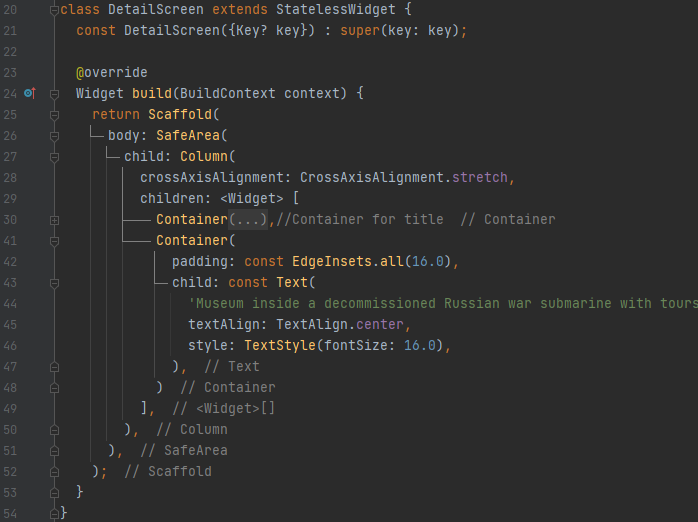 20 class DetailScreen extends StatelessWidget {
21 const DetailScreen({Key? key}) : super(key: key);
22
23 @override
24 Widget build(BuildContext context) {
25 return Scaffold(
26 body: SafeArea(
27 child: Column(
28 crossAxisAlignment: CrossAxisAlignment.stretch,
29 children: <Widget> [
30 Container(...),//Container for title // Container
41 Container(
42 padding: const EdgeInsets.all(16.0),
43 child: const Text(
44 'Museum inside a decommissioned Russian war submarine with tours
45 textAlign: TextAlign.center,
46 style: TextStyle(fontSize: 16.0),
47 ), // Text
48 ) // Container
49 ], // <Widget>[]
50 ), // Column
51 ), // SafeArea
52 ); // Scaffold
53 }
54 }